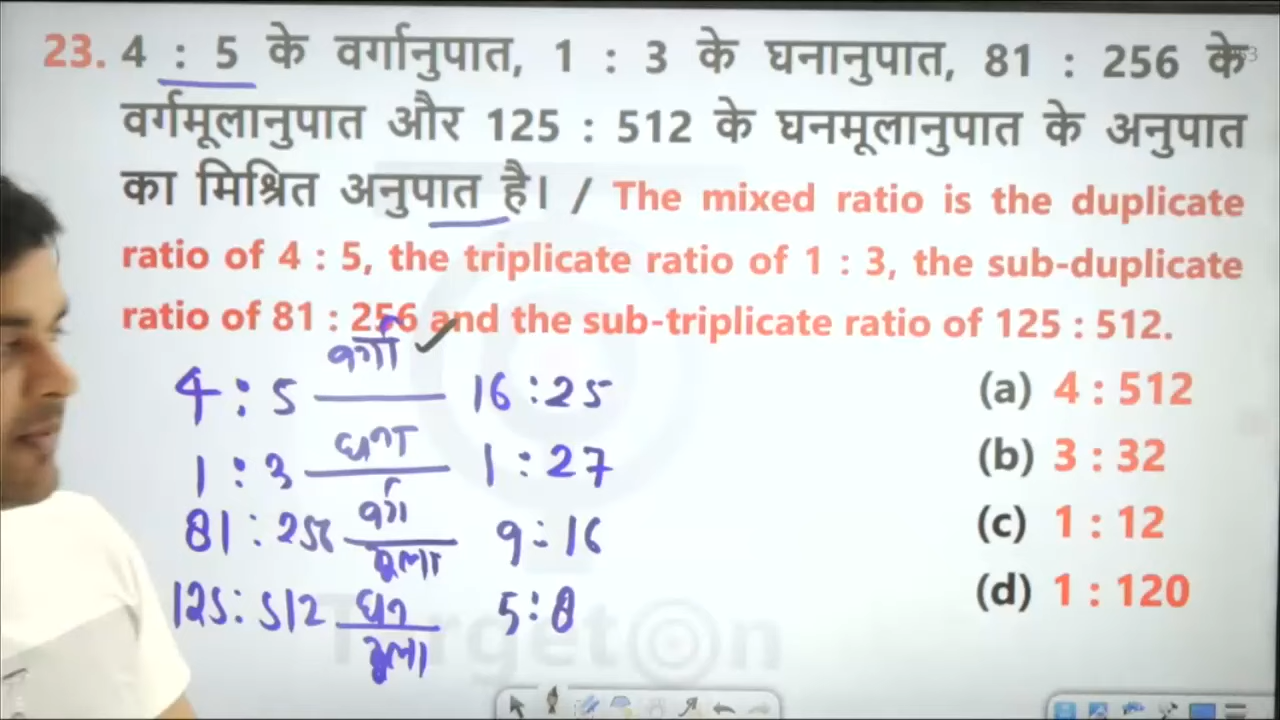 23. 4 : 5 के वर्गानुपात, 1 : 3 के घनानुपात, 81 : 256 के
वर्गमूलानुपात और 125 : 512 के घनमूलानुपात के अनुपात
का मिश्रित अनुपात है। / The mixed ratio is the duplicate
ratio of 4 : 5, the triplicate ratio of 1 : 3, the sub-duplicate
ratio of 81 : 256 and the sub-triplicate ratio of 125 : 512.
4 : 5 वर्ग 16 : 25
1 : 3 घन 1 : 27
81 : 256 वर्ग मूल 9 : 16
125 : 512 घन मूल 5 : 8
(a) 4 : 512
(b) 3 : 32
(c) 1 : 12
(d) 1 : 120
TargetOn